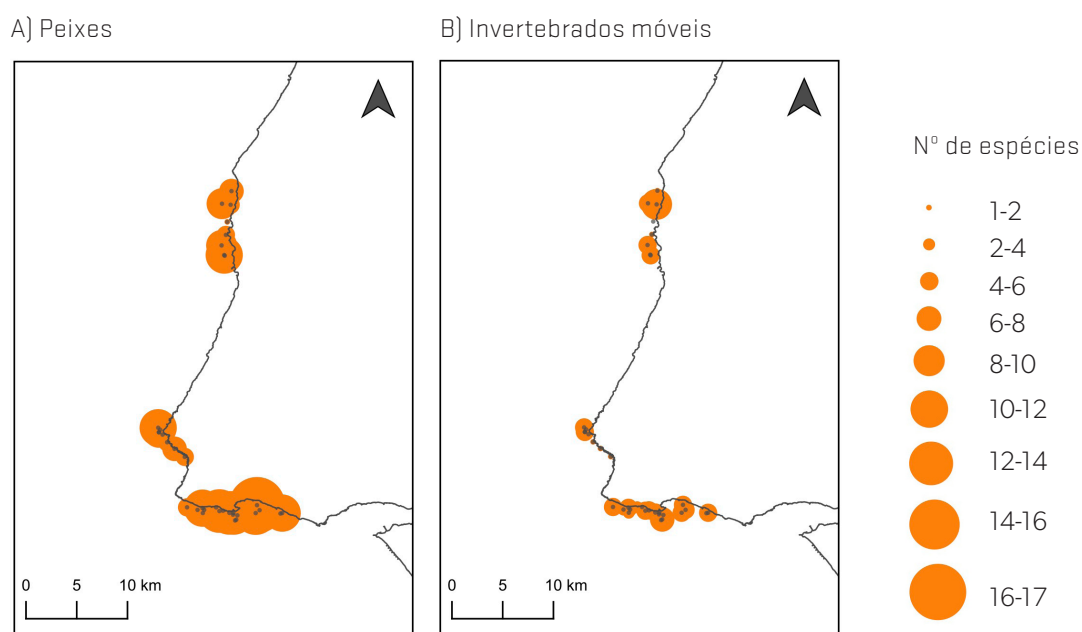 A) Peixes
B) Invertebrados móveis
0 5 10 km
0 5 10 km
Nº de espécies
1-2
2-4
4-6
6-8
8-10
10-12
12-14
14-16
16-17